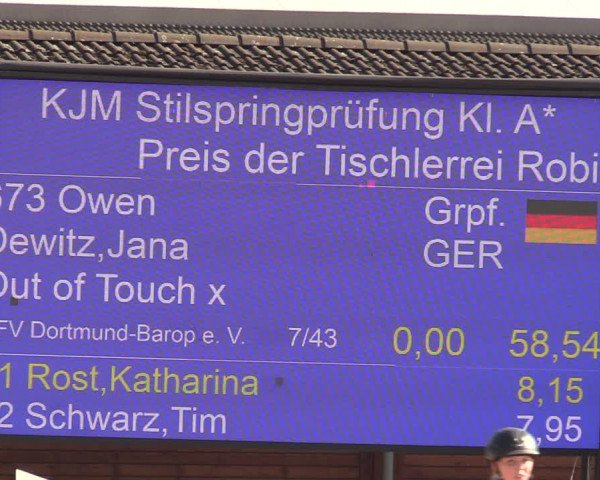 KJM Stilspringprüfung Kl. A*
Preis der Tischlerrei Robi
673 Owen Grpf.
Dewitz,Jana GER
Out of Touch x
FV Dortmund-Barop e. V. 7/43 0,00 58,54
1 Rost,Katharina 8,15
2 Schwarz,Tim 7,95